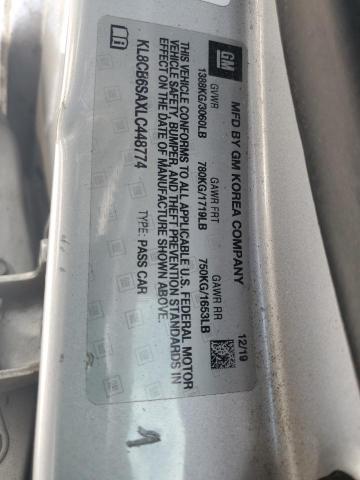 GM
MFD BY GM KOREA COMPANY
12/19
GVWR GAWR FRT GAWR RR
1388KG/3060LB 780KG/1719LB 750KG/1653LB
THIS VEHICLE CONFORMS TO ALL APPLICABLE U.S. FEDERAL MOTOR
VEHICLE SAFETY, BUMPER, AND THEFT PREVENTION STANDARDS IN
EFFECT ON THE DATE OF MANUFACTURE SHOWN ABOVE.
KL8CB6SAXLC448774 TYPE: PASS CAR